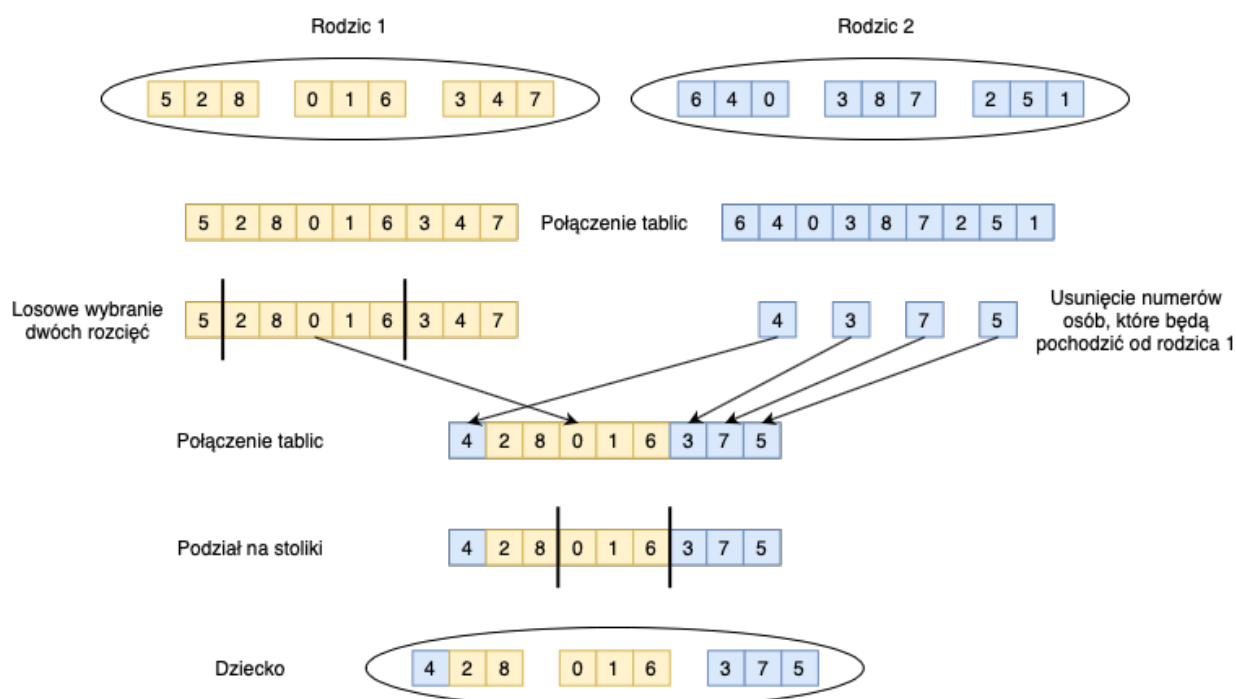 Rodzic 1 Rodzic 2
5 2 8 0 1 6 3 4 7 6 4 0 3 8 7 2 5 1
5 2 8 0 1 6 3 4 7 Połączenie tablic 6 4 0 3 8 7 2 5 1
Losowe wybranie
dwóch rozcięć
5 2 8 0 1 6 3 4 7 4 3 7 5
Usunięcie numerów
osób, które będą
pochodzić od rodzica 1
Połączenie tablic 4 2 8 0 1 6 3 7 5
Podział na stoliki 4 2 8 0 1 6 3 7 5
Dziecko 4 2 8 0 1 6 3 7 5